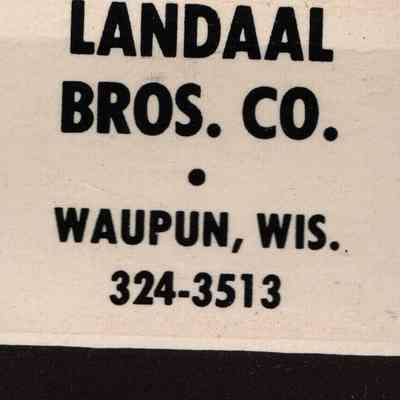 LANDAAL
BROS. CO.
•
WAUPUN, WIS.
324-3513